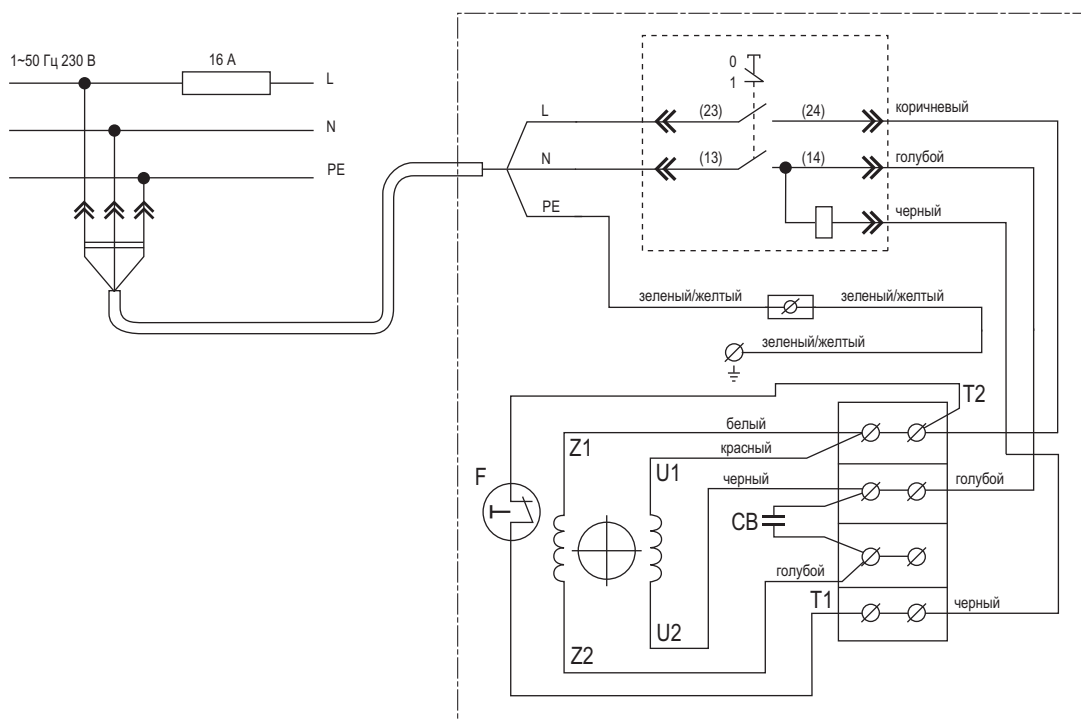 1~50 Гц 230 В
16 А
L
N
PE
0
1
L
(23)
(24)
коричневый
N
(13)
(14)
голубой
PE
черный
зеленый/желтый
зеленый/желтый
зеленый/желтый
T2
белый
Z1
красный
U1
F
черный
голубой
CB
голубой
T1
черный
U2
Z2